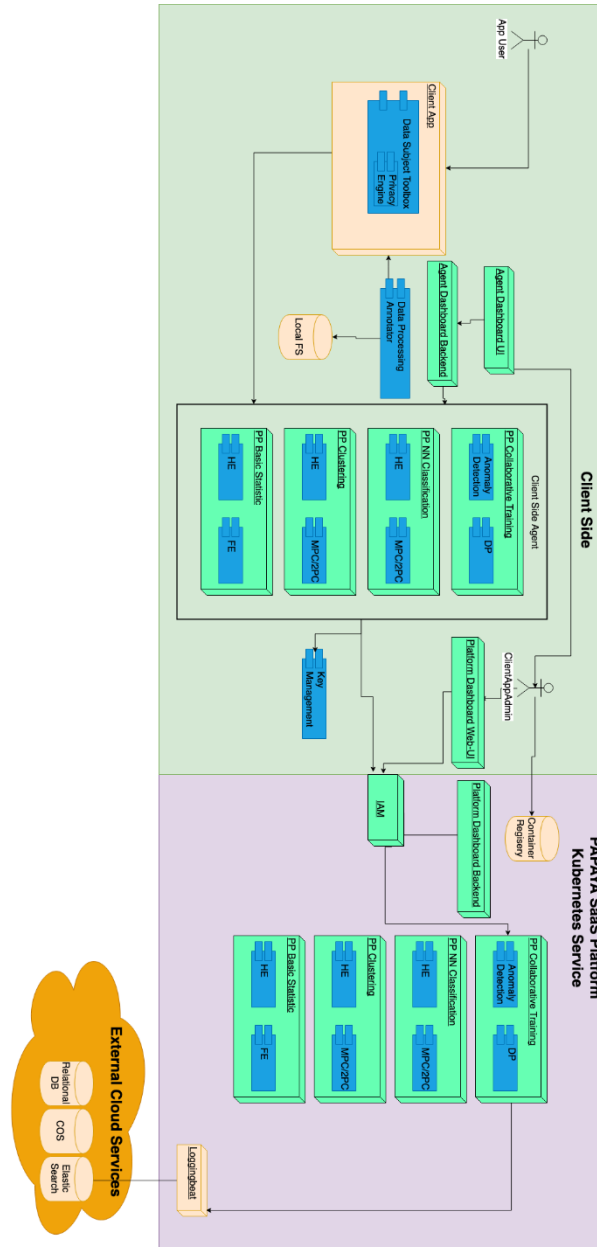 Client Side
PAPAYA SaaS Platform
Kubernetes Service
App User
ClientAppAdmin
Container
Regisery
Agent Dashboard UI
Agent Dashboard Backend
Platform Dashboard Web-UI
Platform Dashboard Backend
Client App
Data Subject Toolbox
Privacy
Engine
Data Processing
Annotator
Local FS
Client Side Agent
PP Collaborative Training
Anomaly
Detection
DP
PP NN Classification
HE
MPC/2PC
PP Clustering
HE
MPC/2PC
PP Basic Statistic
HE
FE
Key
Management
IAM
PP Collaborative Training
Anomaly
Detection
DP
PP NN Classification
HE
MPC/2PC
PP Clustering
HE
MPC/2PC
PP Basic Statistic
HE
FE
Loggingbeat
External Cloud Services
Relational
DB
COS
Elastic
Search